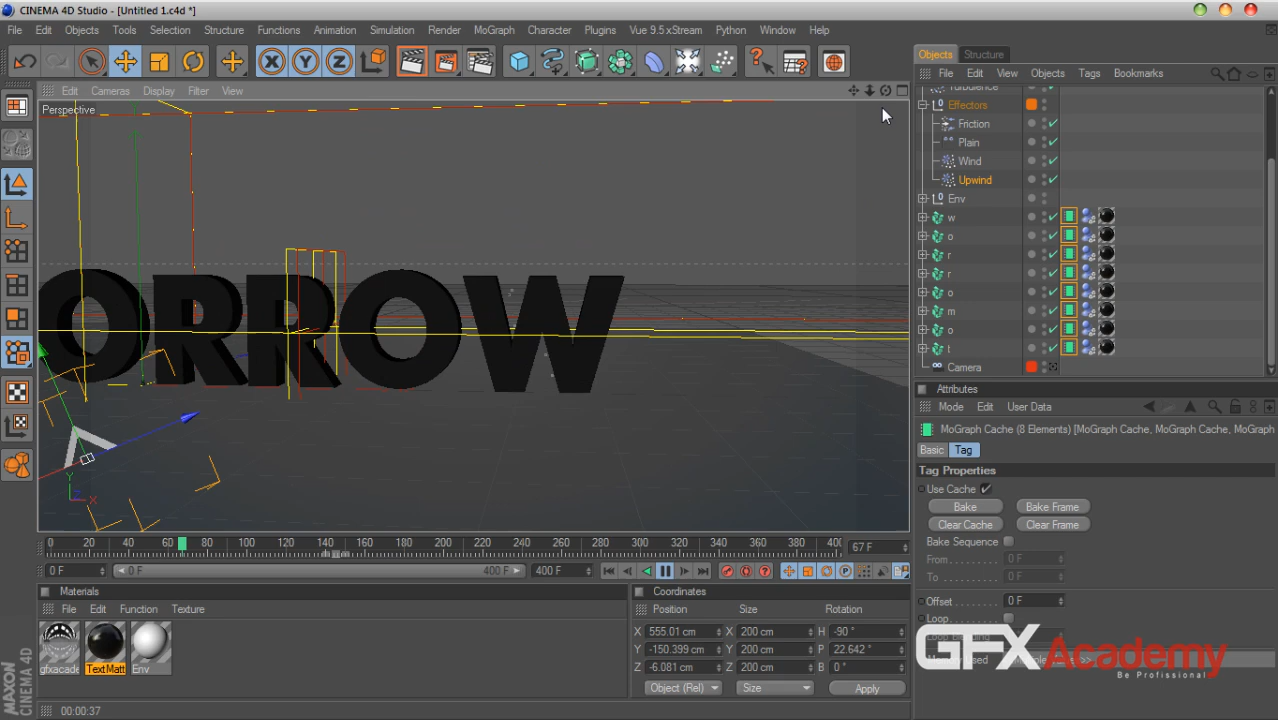 CINEMA 4D Studio - [Untitled 1.c4d *]
File Edit Objects Tools Selection Structure Functions Animation Simulation Render MoGraph Character Plugins Vue 9.5 xStream Python Window Help
Objects Structure
File Edit View Objects Tags Bookmarks
Edit Cameras Display Filter View
Perspective
Turbulence
Effectors
Friction
Plain
Wind
Upwind
Env
w
o
r
r
o
m
o
t
Camera
ORROW
Attributes
Mode Edit User Data
MoGraph Cache (8 Elements) [MoGraph Cache, MoGraph Cache, MoGraph
Basic Tag
Tag Properties
Use Cache
Bake Bake Frame
Clear Cache Clear Frame
Bake Sequence
From 0 F
To 0 F
Offset 0 F
Loop
GFXAcademy
Be Professional
X Y Z
0 20 40 60 80 100 120 140 160 180 200 220 240 260 280 300 320 340 360 380 40
67 F
0 F 0 F 400 F 400 F
Materials
File Edit Function Texture
gfxacade TextMatt Env
Coordinates
Position Size Rotation
X 555.01 cm X 200 cm H -90 °
Y -150.399 cm Y 200 cm P 22.642 °
Z -6.081 cm Z 200 cm B 0 °
Object (Rel) Size Apply
MAXON
CINEMA 4D
00:00:37